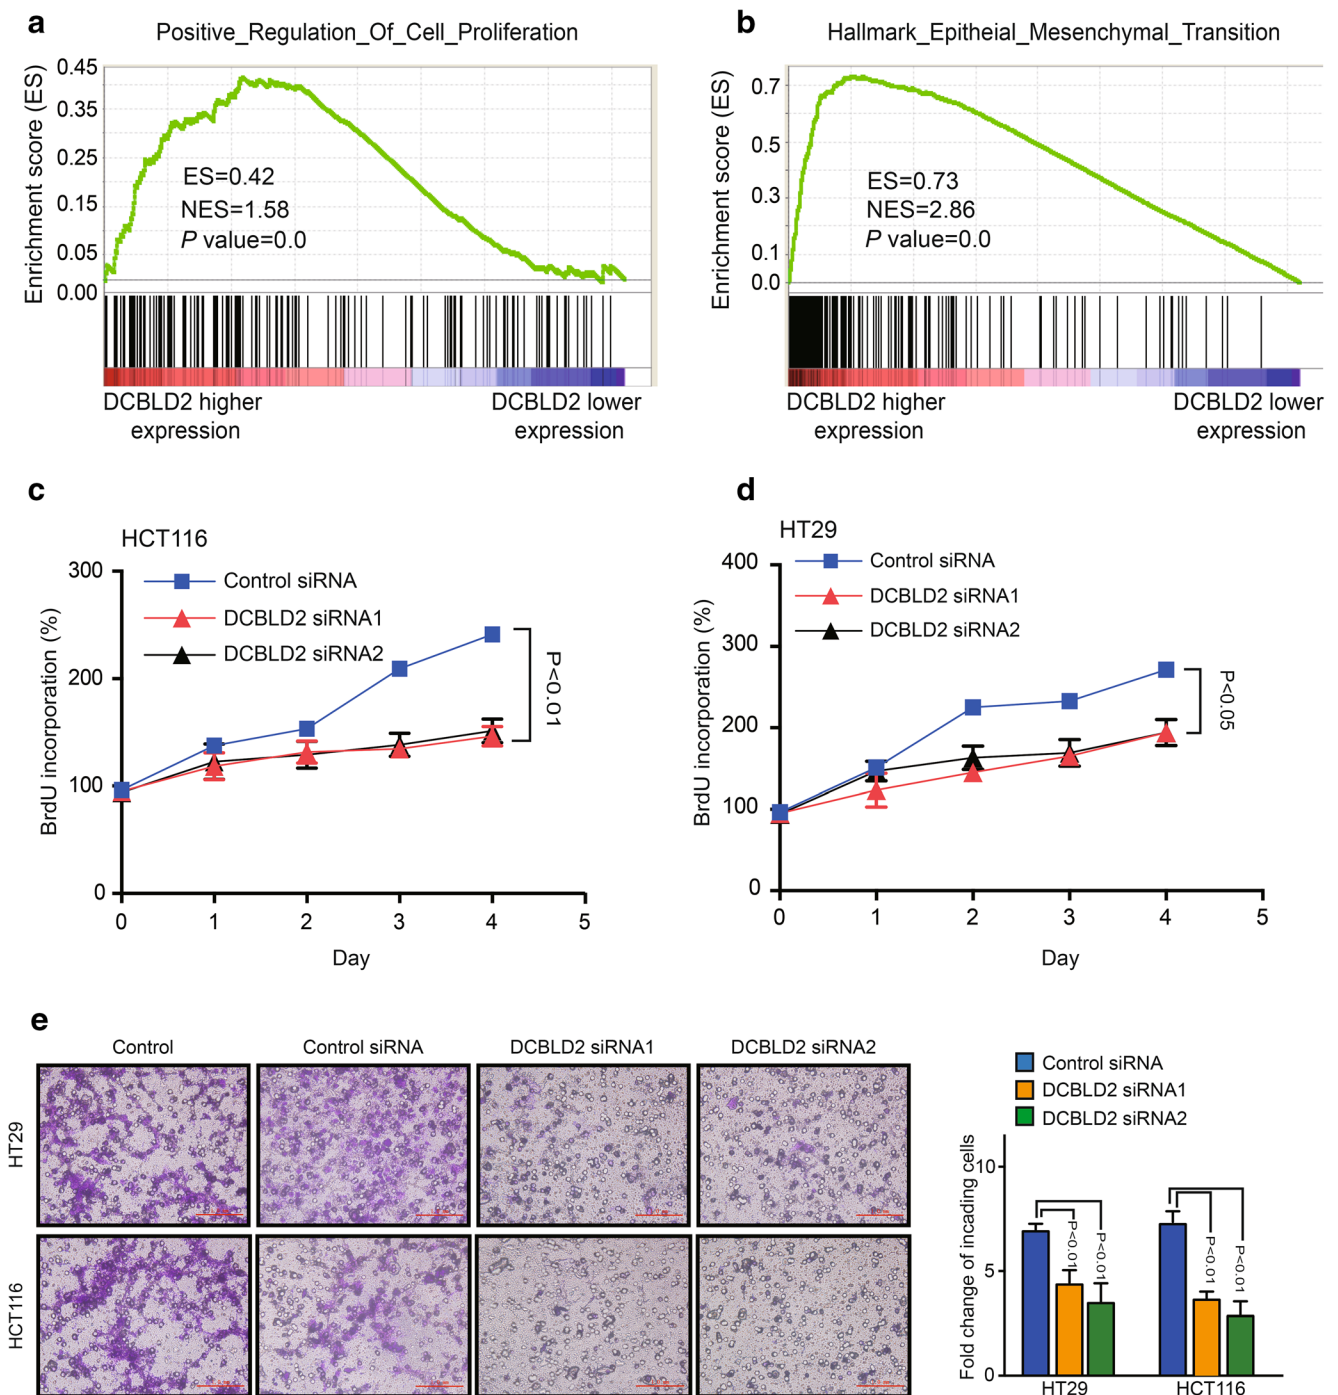 a
Positive_Regulation_Of_Cell_Proliferation
Enrichment score (ES)
0.45
0.35
0.25
0.15
0.05
0.00
ES=0.42
NES=1.58
P value=0.0
DCBLD2 higher
expression
DCBLD2 lower
expression
b
Hallmark_Epitheial_Mesenchymal_Transition
Enrichment score (ES)
0.7
0.5
0.3
0.1
0.0
ES=0.73
NES=2.86
P value=0.0
DCBLD2 higher
expression
DCBLD2 lower
expression
c
HCT116
Control siRNA
DCBLD2 siRNA1
DCBLD2 siRNA2
BrdU incorporation (%)
300
200
100
0
P<0.01
0 1 2 3 4 5
Day
d
HT29
Control siRNA
DCBLD2 siRNA1
DCBLD2 siRNA2
BrdU incorporation (%)
400
300
200
100
0
P<0.05
0 1 2 3 4 5
Day
e
Control
Control siRNA
DCBLD2 siRNA1
DCBLD2 siRNA2
HT29
HCT116
Control siRNA
DCBLD2 siRNA1
DCBLD2 siRNA2
Fold change of incading cells
10
5
0
P<0.01
P<0.01
P<0.01
P<0.01
HT29
HCT116